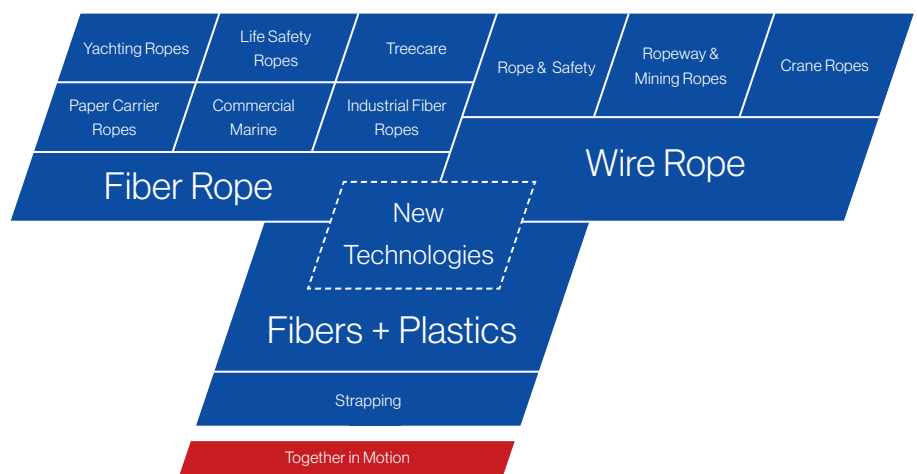 Yachting Ropes
Life Safety
Ropes
Treecare
Rope & Safety
Ropeway &
Mining Ropes
Crane Ropes
Paper Carrier
Ropes
Commercial
Marine
Industrial Fiber
Ropes
Fiber Rope
Wire Rope
New
Technologies
Fibers + Plastics
Strapping
Together in Motion